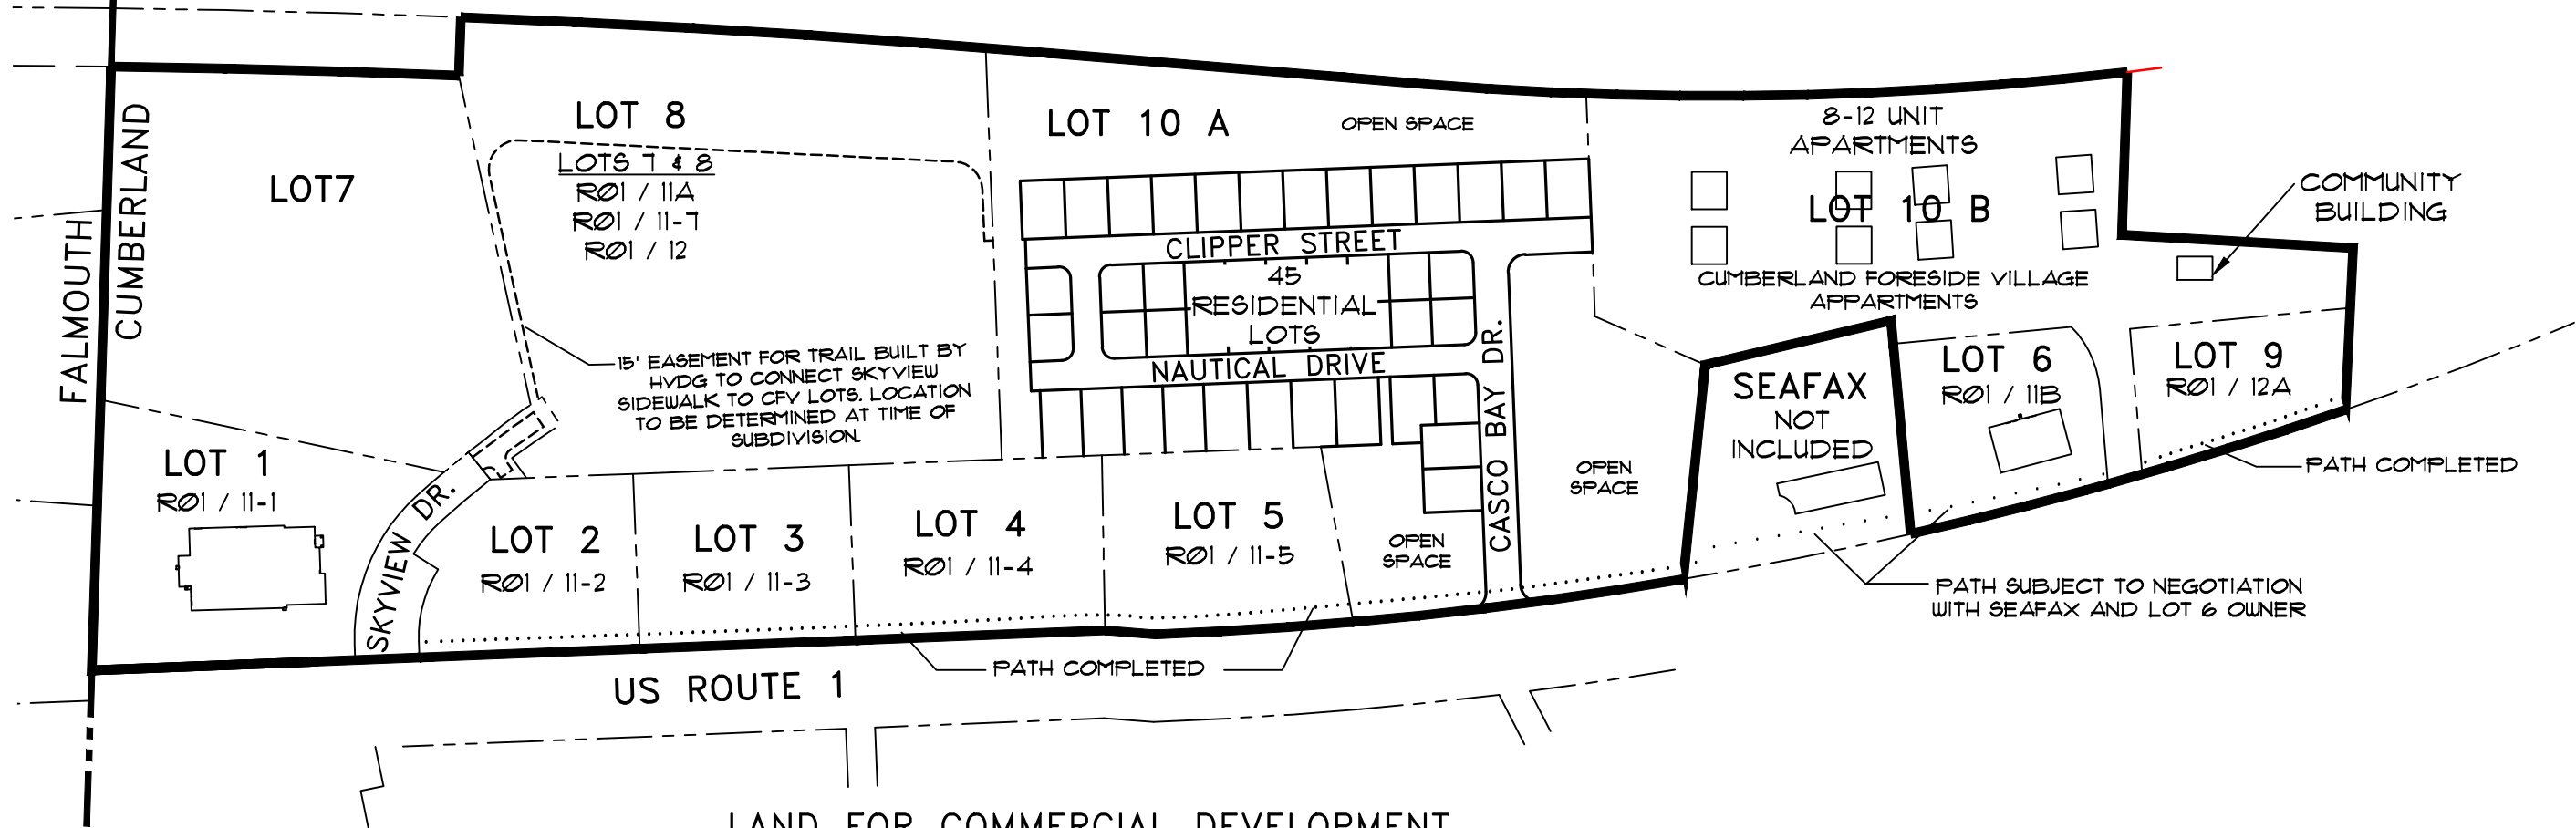 FALMOUTH
CUMBERLAND
LOT7
LOT 8
LOTS 7 & 8
RØ1 / 11A
RØ1 / 11-7
RØ1 / 12
LOT 10 A
OPEN SPACE
8-12 UNIT
APARTMENTS
LOT 10 B
CUMBERLAND FORESIDE VILLAGE
APPARTMENTS
COMMUNITY
BUILDING
CLIPPER STREET
45
RESIDENTIAL
LOTS
NAUTICAL DRIVE
CASCO BAY DR.
15' EASEMENT FOR TRAIL BUILT BY
HVDG TO CONNECT SKYVIEW
SIDEWALK TO CFV LOTS. LOCATION
TO BE DETERMINED AT TIME OF
SUBDIVISION.
SEAFAX
NOT
INCLUDED
LOT 6
RØ1 / 11B
LOT 9
RØ1 / 12A
LOT 1
RØ1 / 11-1
SKYVIEW DR.
LOT 2
RØ1 / 11-2
LOT 3
RØ1 / 11-3
LOT 4
RØ1 / 11-4
LOT 5
RØ1 / 11-5
OPEN
SPACE
OPEN
SPACE
PATH COMPLETED
PATH SUBJECT TO NEGOTIATION
WITH SEAFAX AND LOT 6 OWNER
PATH COMPLETED
US ROUTE 1
LAND FOR COMMERCIAL DEVELOPMENT